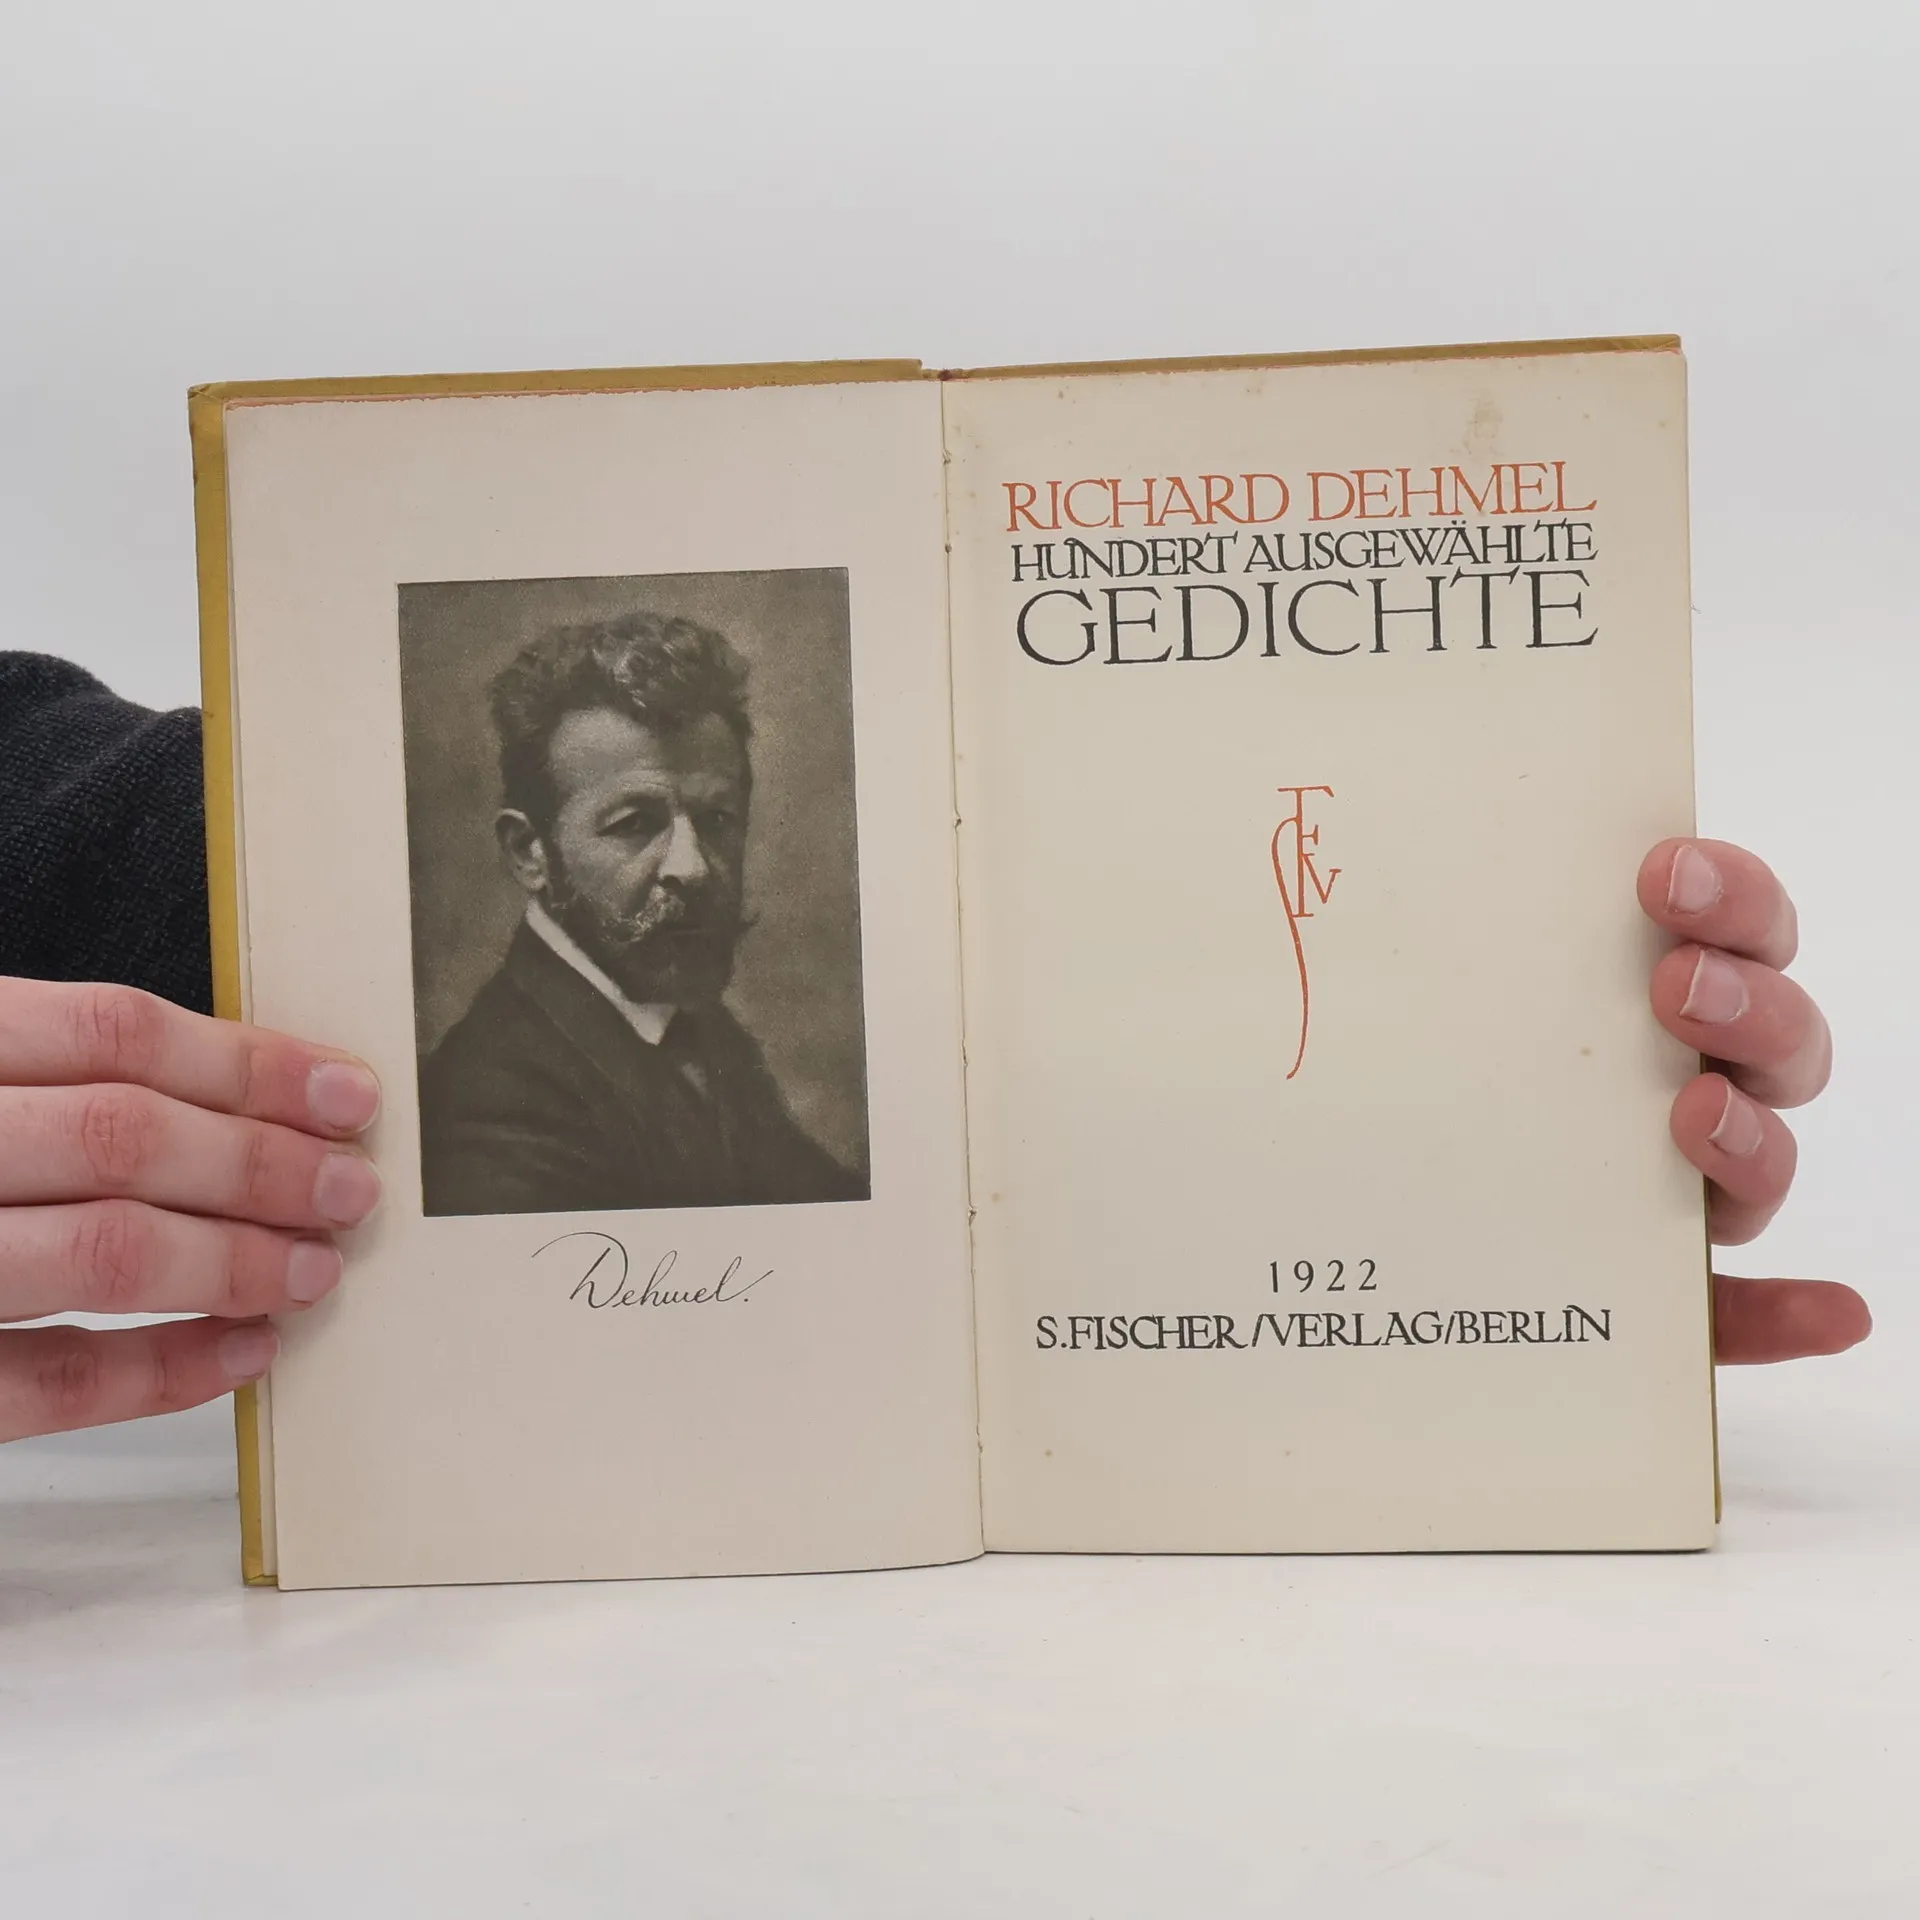 Dehmel.
RICHARD DEHMEL
HUNDERT AUSGEWÄHLTE
GEDICHTE
SFV
1922
S. FISCHER/VERLAG/BERLIN